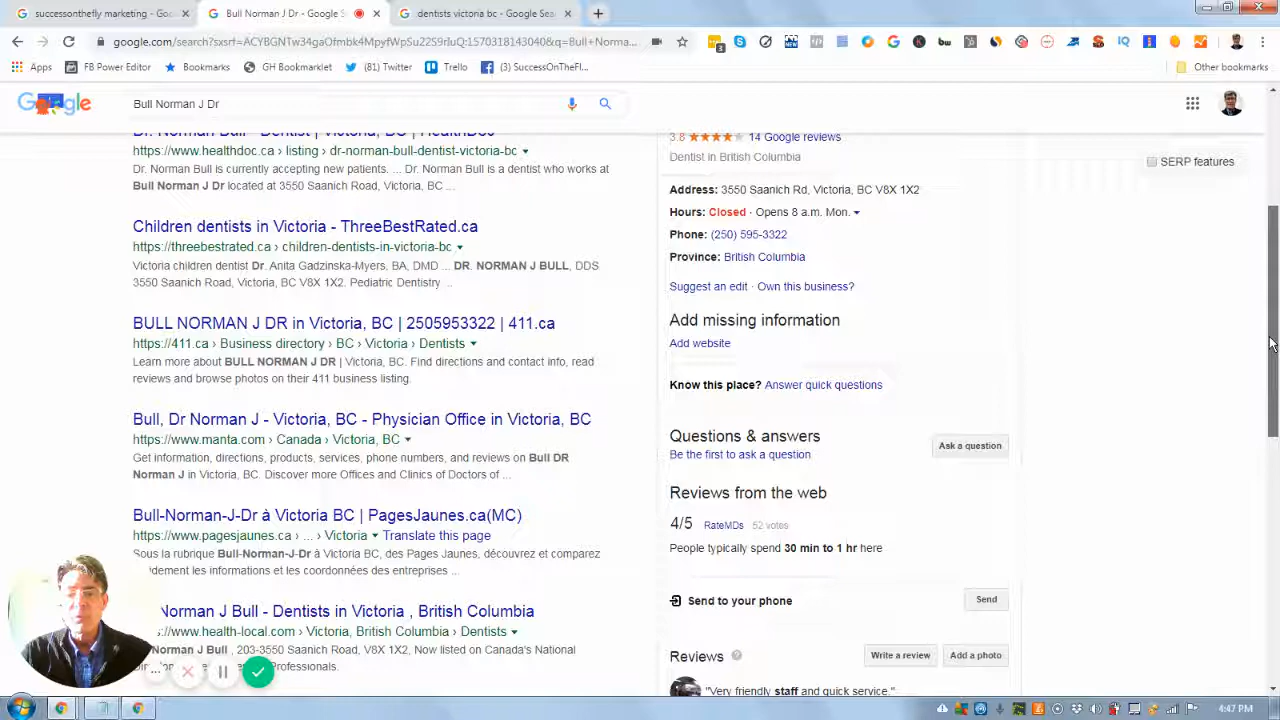 successonthefly marketing - Go
Bull Norman J Dr - Google S
dentists victoria bc - Google Sea
google.com/search?sxsrf=ACYBGNTw34gaOfmbk4MpyfWpSu22S9rIuQ:1570318143040&q=Bull+Norma...
Apps
FB Power Editor
Bookmarks
GH Bookmarklet
(81) Twitter
Trello
(3) SuccessOnTheFl...
Other bookmarks
Google
Bull Norman J Dr
SERP features
Dr. Norman Bull - Dentist | Victoria, BC | HealthDoc
https://www.healthdoc.ca › listing › dr-norman-bull-dentist-victoria-bc
Dr. Norman Bull is currently accepting new patients. ... Dr. Norman Bull is a dentist who works at
Bull Norman J Dr located at 3550 Saanich Road, Victoria, BC ...
Children dentists in Victoria - ThreeBestRated.ca
https://threebestrated.ca › children-dentists-in-victoria-bc
Victoria children dentist Dr. Anita Gadzinska-Myers, BA, DMD ... DR. NORMAN J BULL, DDS
3550 Saanich Road, Victoria, BC V8X 1X2. Pediatric Dentistry ...
BULL NORMAN J DR in Victoria, BC | 2505953322 | 411.ca
https://411.ca › Business directory › BC › Victoria › Dentists
Learn more about BULL NORMAN J DR | Victoria, BC. Find directions and contact info, read
reviews and browse photos on their 411 business listing.
Bull, Dr Norman J - Victoria, BC - Physician Office in Victoria, BC
https://www.manta.com › Canada › Victoria, BC
Get information, directions, products, services, phone numbers, and reviews on Bull DR
Norman J in Victoria, BC. Discover more Offices and Clinics of Doctors of ...
Bull-Norman-J-Dr à Victoria BC | PagesJaunes.ca(MC)
https://www.pagesjaunes.ca › ... › Victoria Translate this page
Sous la rubrique Bull-Norman-J-Dr à Victoria BC, des Pages Jaunes, découvrez et comparez
dement les informations et les coordonnées des entreprises ...
Norman J Bull - Dentists in Victoria , British Columbia
://www.health-local.com › Victoria, British Columbia › Dentists
Norman J Bull , 203-3550 Saanich Road, V8X 1X2, Now listed on Canada's National
Professionals.
3.8 14 Google reviews
Dentist in British Columbia
Address: 3550 Saanich Rd, Victoria, BC V8X 1X2
Hours: Closed · Opens 8 a.m. Mon.
Phone: (250) 595-3322
Province: British Columbia
Suggest an edit · Own this business?
Add missing information
Add website
Know this place? Answer quick questions
Questions & answers
Ask a question
Be the first to ask a question
Reviews from the web
4/5 RateMDs 52 votes
People typically spend 30 min to 1 hr here
Send to your phone
Send
Reviews
Write a review
Add a photo
"Very friendly staff and quick service."
4:47 PM